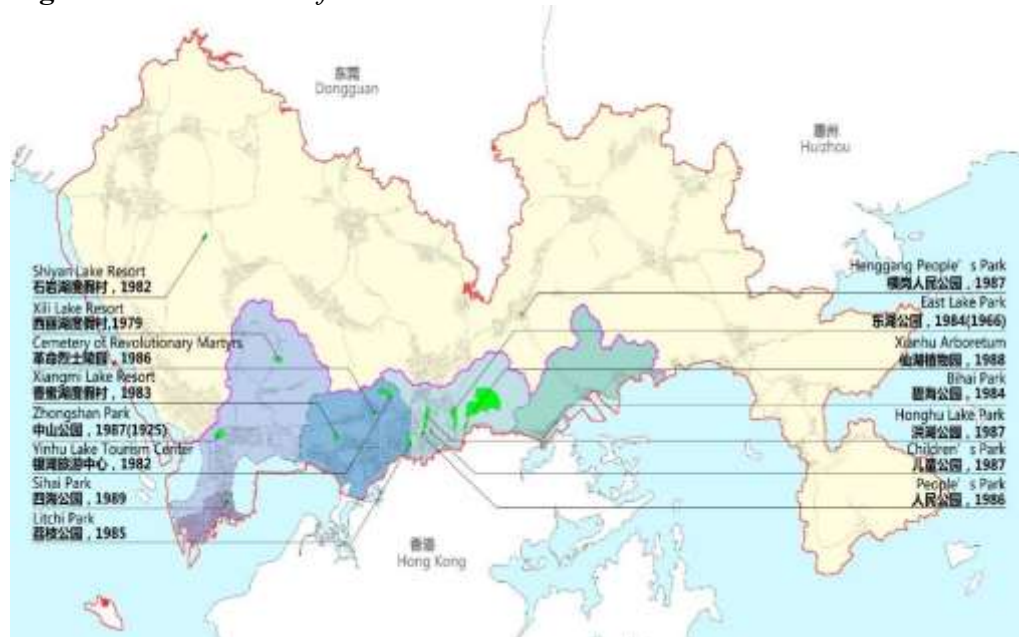 东莞
Dongguan
惠州
Huizhou
Shiyan Lake Resort
石岩湖度假村，1982
Xili Lake Resort
西丽湖度假村,1979
Cemetery of Revolutionary Martyrs
革命烈士陵园，1986
Xiangmi Lake Resort
香蜜湖度假村，1983
Zhongshan Park
中山公园，1987(1925)
Yinhu Lake Tourism Center
银湖旅游中心，1982
Sihai Park
四海公园，1989
Litchi Park
荔枝公园，1985
Henggang People’s Park
横岗人民公园，1987
East Lake Park
东湖公园，1984(1966)
Xianhu Arboretum
仙湖植物园，1988
Bihai Park
碧海公园，1984
Honghu Lake Park
洪湖公园，1987
Children’s Park
儿童公园，1987
People’s Park
人民公园，1986
香港
Hong Kong